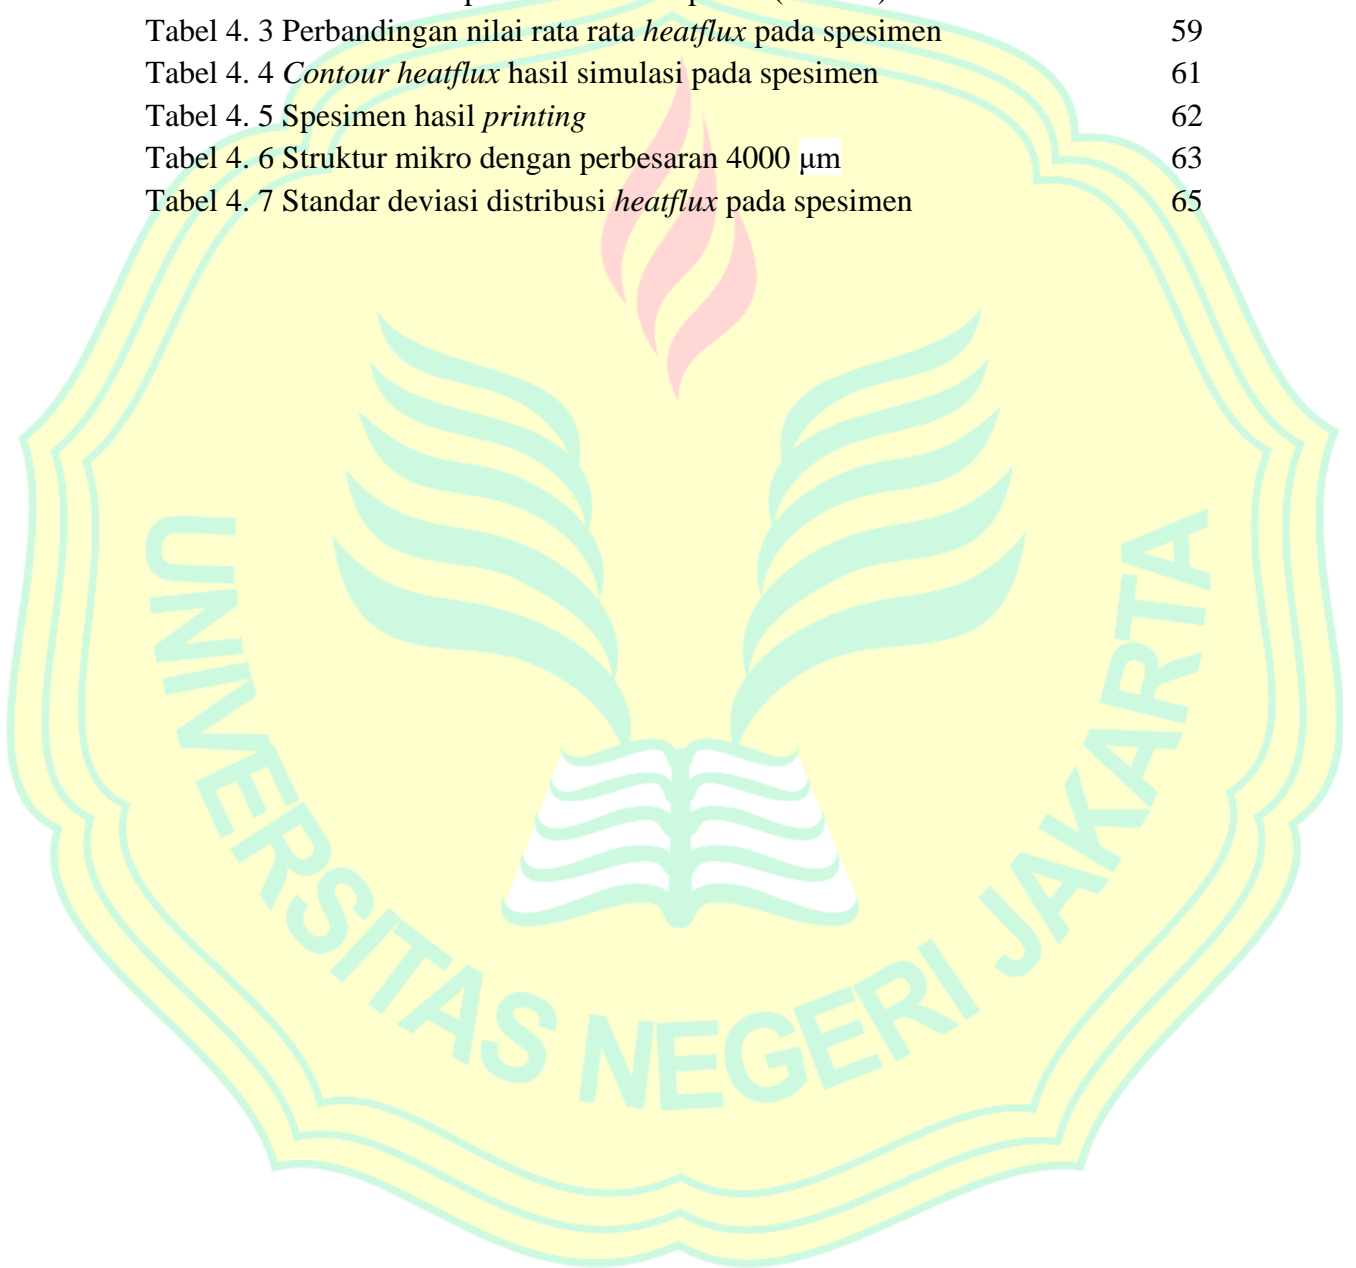 Tabel 4. 3 Perbandingan nilai rata rata heatflux pada spesimen 59
Tabel 4. 4 Contour heatflux hasil simulasi pada spesimen 61
Tabel 4. 5 Spesimen hasil printing 62
Tabel 4. 6 Struktur mikro dengan perbesaran 4000 μm 63
Tabel 4. 7 Standar deviasi distribusi heatflux pada spesimen 65
UNIVERSITAS NEGERI JAKARTA